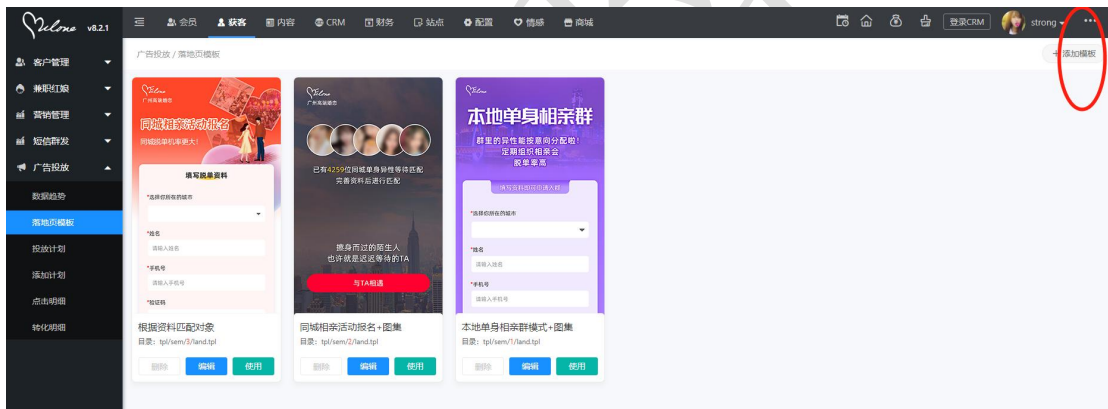 Milone v8.2.1
会员 获客 内容 CRM 财务 站点 配置 情感 商城 登录CRM strong
客户管理
兼职红娘
营销管理
短信群发
广告投放
数据趋势
落地页模板
投放计划
添加计划
点击明细
转化明细
广告投放 / 落地页模板
+ 添加模板
同城相亲活动报名
同城脱单机率更大!
填写脱单资料
*选择你所在的城市
*姓名
请输入姓名
*手机号
请输入手机号
*验证码
根据资料匹配对象
目录: tpl/sem/3/land.tpl
删除 编辑 使用
已有4259位同城单身异性等待匹配
完善资料后进行匹配
擦身而过的陌生人
也许就是迟迟等待的TA
与TA相遇
同城相亲活动报名+图集
目录: tpl/sem/2/land.tpl
删除 编辑 使用
本地单身相亲群
群里的异性能按意向分配啦!
定期组织相亲会
脱单率高
填写资料即可申请入群
*选择你所在的城市
*姓名
请输入姓名
*手机号
请输入手机号
本地单身相亲群模式+图集
目录: tpl/sem/1/land.tpl
删除 编辑 使用